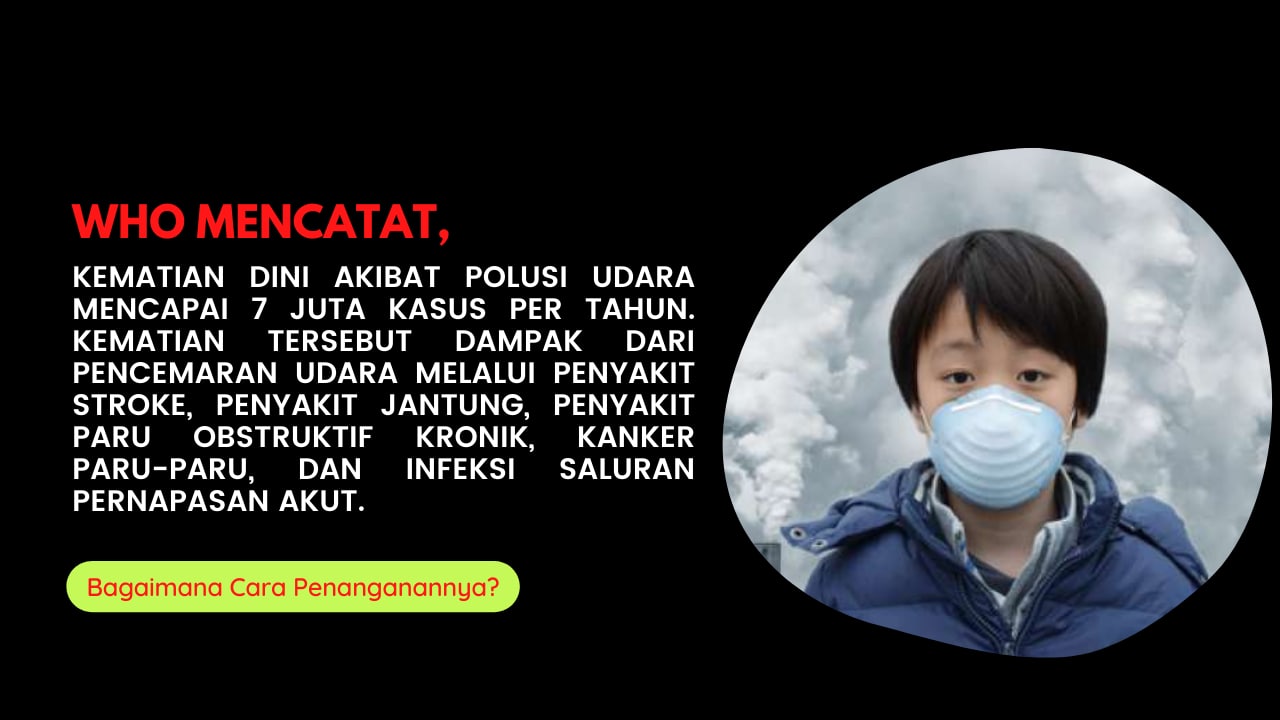 WHO MENCATAT,
KEMATIAN DINI AKIBAT POLUSI UDARA
MENCAPAI 7 JUTA KASUS PER TAHUN.
KEMATIAN TERSEBUT DAMPAK DARI
PENCEMARAN UDARA MELALUI PENYAKIT
STROKE, PENYAKIT JANTUNG, PENYAKIT
PARU OBSTRUKTIF KRONIK, KANKER
PARU-PARU, DAN INFEKSI SALURAN
PERNAPASAN AKUT.
Bagaimana Cara Penanganannya?